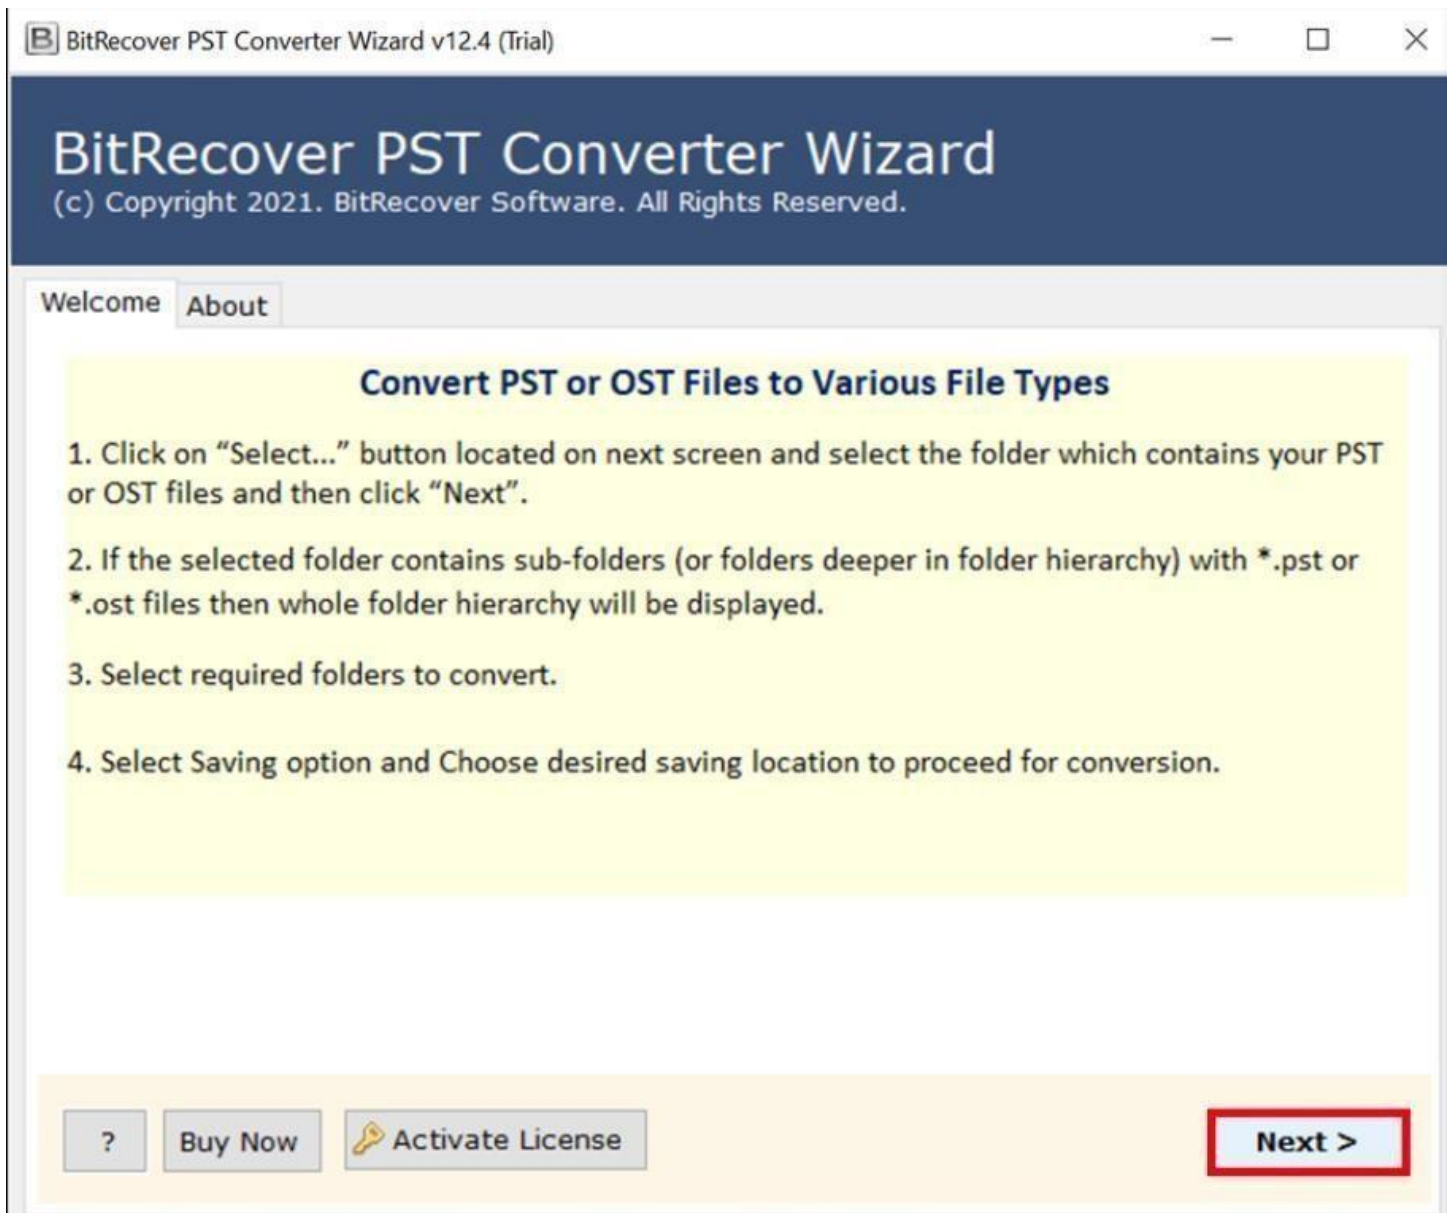 BitRecover PST Converter Wizard v12.4 (Trial)
BitRecover PST Converter Wizard
(c) Copyright 2021. BitRecover Software. All Rights Reserved.
Welcome About
Convert PST or OST Files to Various File Types
1. Click on “Select...” button located on next screen and select the folder which contains your PST
or OST files and then click “Next”.
2. If the selected folder contains sub-folders (or folders deeper in folder hierarchy) with *.pst or
*.ost files then whole folder hierarchy will be displayed.
3. Select required folders to convert.
4. Select Saving option and Choose desired saving location to proceed for conversion.
? Buy Now Activate License Next >